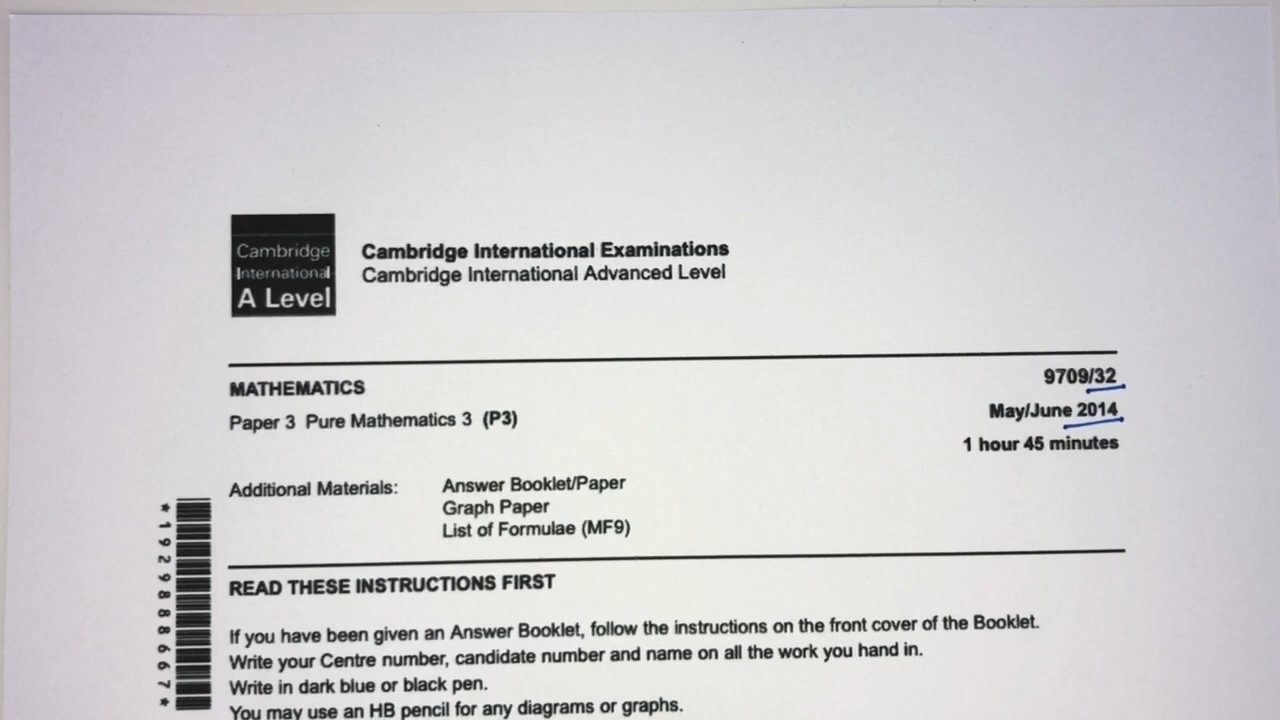 Cambridge
International
A Level
Cambridge International Examinations
Cambridge International Advanced Level
MATHEMATICS
9709/32
Paper 3 Pure Mathematics 3 (P3)
May/June 2014
1 hour 45 minutes
Additional Materials:
Answer Booklet/Paper
Graph Paper
List of Formulae (MF9)
*1929888667*
READ THESE INSTRUCTIONS FIRST
If you have been given an Answer Booklet, follow the instructions on the front cover of the Booklet.
Write your Centre number, candidate number and name on all the work you hand in.
Write in dark blue or black pen.
You may use an HB pencil for any diagrams or graphs.